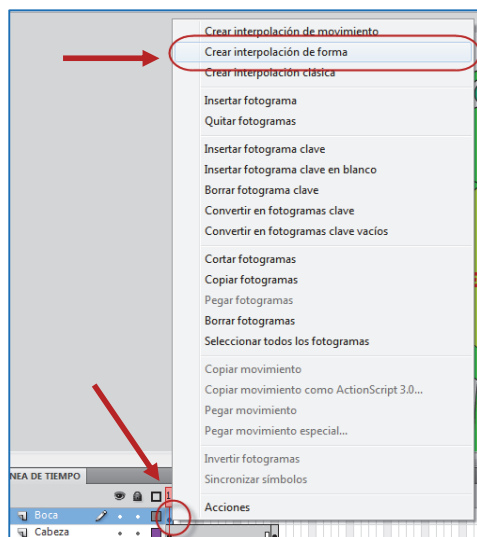 Crear interpolación de movimiento
Crear interpolación de forma
Crear interpolación clásica
Insertar fotograma
Quitar fotogramas
Insertar fotograma clave
Insertar fotograma clave en blanco
Borrar fotograma clave
Convertir en fotogramas clave
Convertir en fotogramas clave vacíos
Cortar fotogramas
Copiar fotogramas
Pegar fotogramas
Borrar fotogramas
Seleccionar todos los fotogramas
Copiar movimiento
Copiar movimiento como ActionScript 3.0...
Pegar movimiento
Pegar movimiento especial...
Invertir fotogramas
Sincronizar símbolos
Acciones
NEA DE TIEMPO
1
Boca
Cabeza